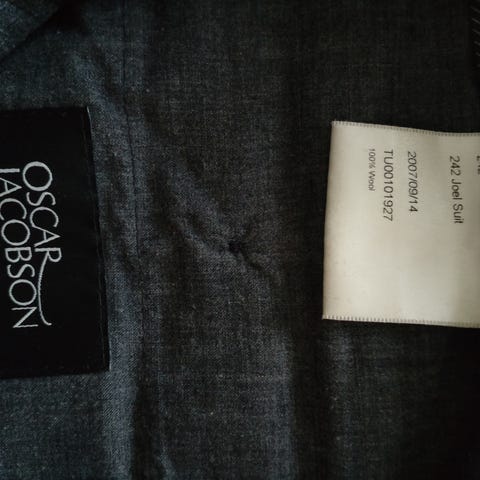 OSCAR
JACOBSON
242 Joel Suit
2007/09/14
TU00101927
100% Wool